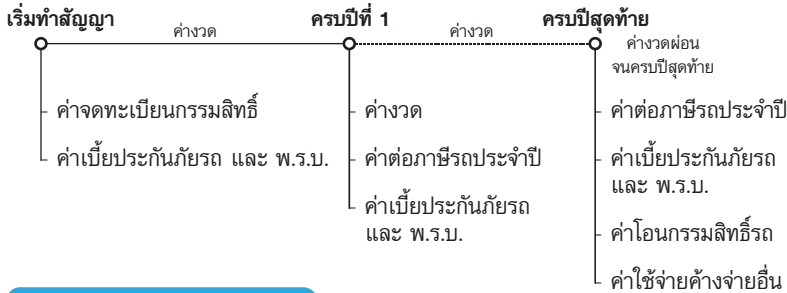 เริ่มทำสัญญา
ค่างวด
ครบปีที่ 1
ค่างวด
ครบปีสุดท้าย
ค่างวดผ่อน
จนครบปีสุดท้าย
ค่าจดทะเบียนกรรมสิทธิ์
ค่าเบี้ยประกันภัยรถ และ พ.ร.บ.
ค่างวด
ค่าต่อภาษีรถประจำปี
ค่าเบี้ยประกันภัยรถ
และ พ.ร.บ.
ค่าต่อภาษีรถประจำปี
ค่าเบี้ยประกันภัยรถ
และ พ.ร.บ.
ค่าโอนกรรมสิทธิ์รถ
ค่าใช้จ่ายค้างจ่ายอื่น